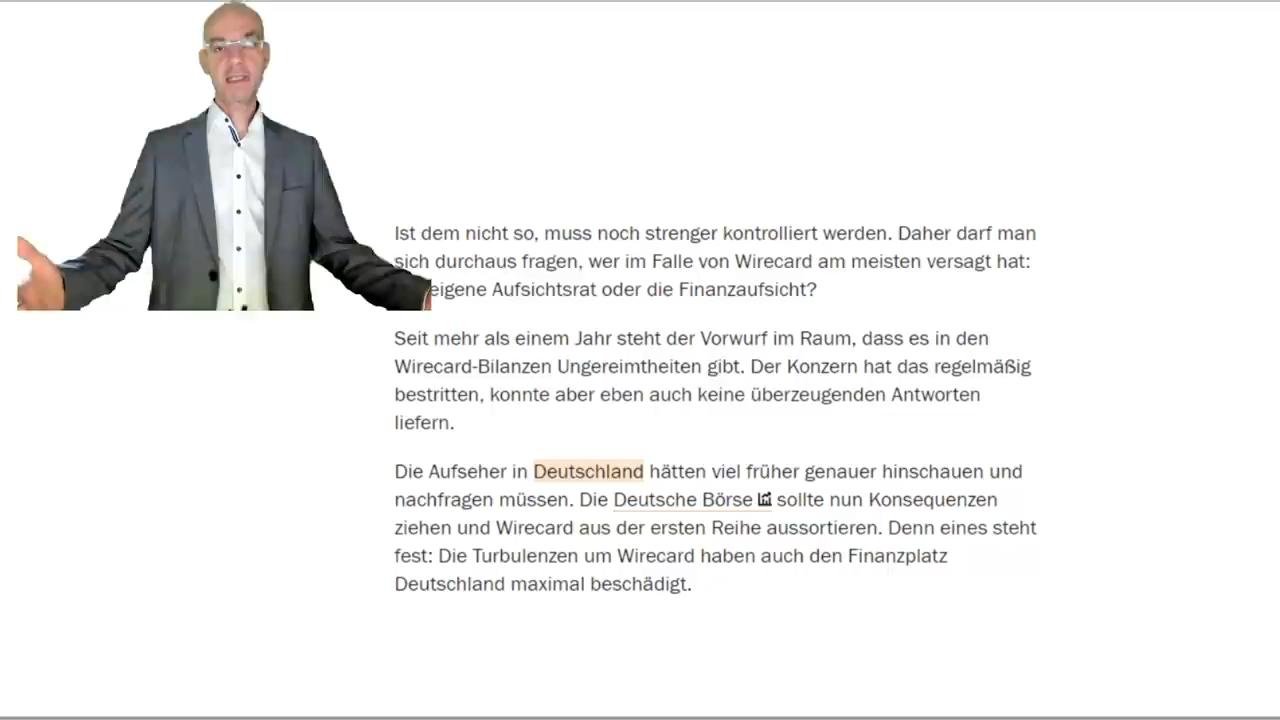 Ist dem nicht so, muss noch strenger kontrolliert werden. Daher darf man
sich durchaus fragen, wer im Falle von Wirecard am meisten versagt hat:
eigene Aufsichtsrat oder die Finanzaufsicht?
Seit mehr als einem Jahr steht der Vorwurf im Raum, dass es in den
Wirecard-Bilanzen Ungereimtheiten gibt. Der Konzern hat das regelmäßig
bestritten, konnte aber eben auch keine überzeugenden Antworten
liefern.
Die Aufseher in Deutschland hätten viel früher genauer hinschauen und
nachfragen müssen. Die Deutsche Börse sollte nun Konsequenzen
ziehen und Wirecard aus der ersten Reihe aussortieren. Denn eines steht
fest: Die Turbulenzen um Wirecard haben auch den Finanzplatz
Deutschland maximal beschädigt.